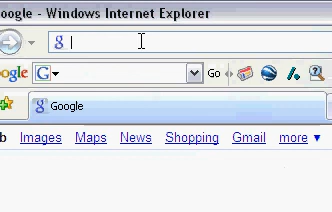 oogle - Windows Internet Explorer
g
oogle G Go
g Google
b Images Maps News Shopping Gmail more ▼